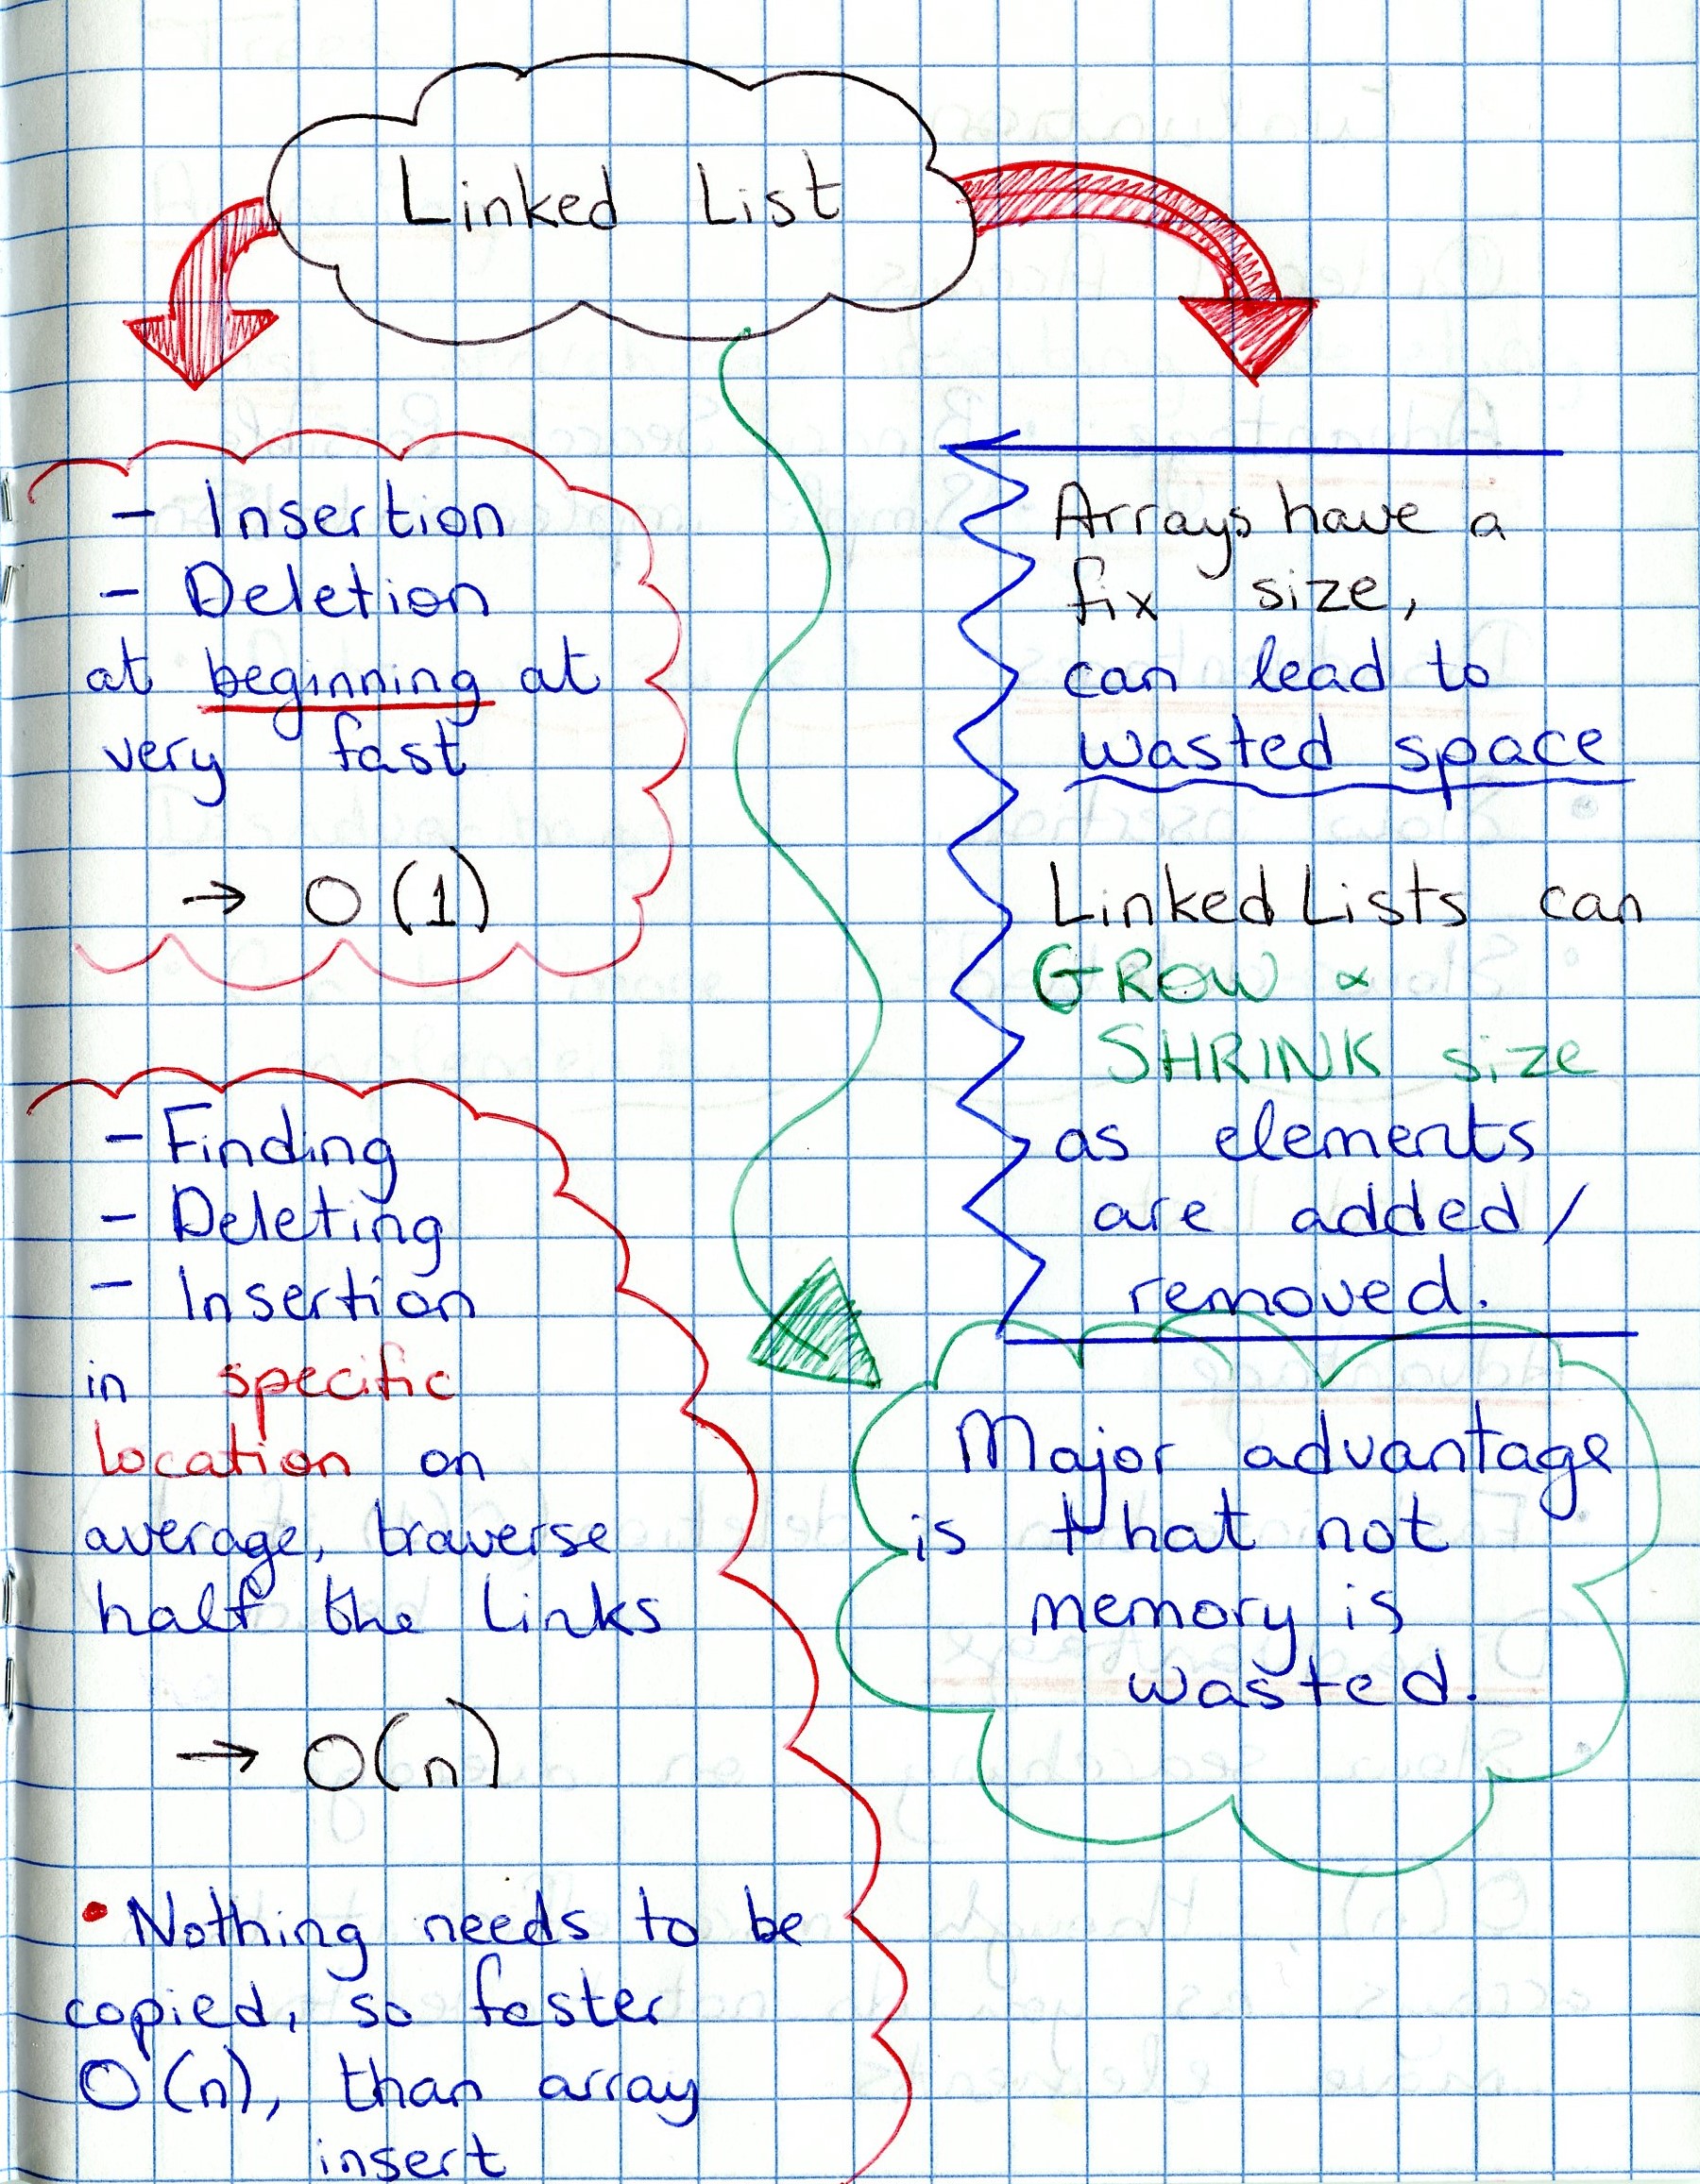 Linked List
- Insertion
- Deletion
at beginning at
very fast
→ O(1)
- Finding
- Deleting
- Insertion
in specific
location on
average, traverse
half the links
→ O(n)
• Nothing needs to be
copied, so faster
O(n), than array
insert
Arrays have a
fix size,
can lead to
wasted space
Linked Lists can
GROW &
SHRINK size
as elements
are added/
removed.
Major advantage
is that not
memory is
wasted.